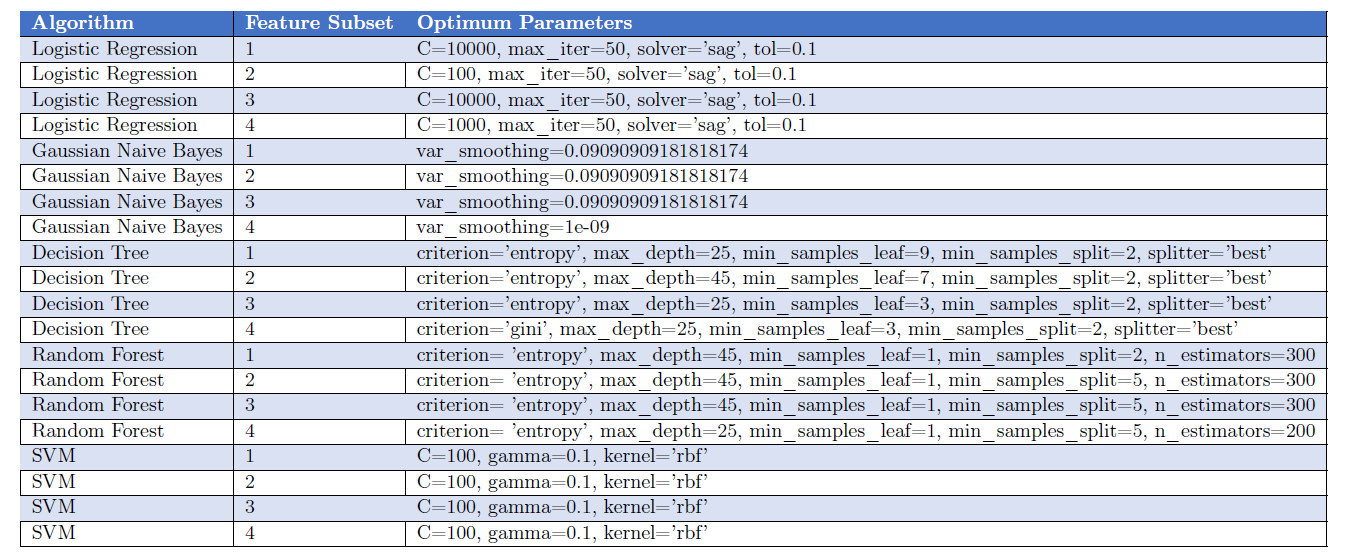 Algorithm Feature Subset Optimum Parameters
Logistic Regression 1 C=10000, max_iter=50, solver='sag', tol=0.1
Logistic Regression 2 C=100, max_iter=50, solver='sag', tol=0.1
Logistic Regression 3 C=10000, max_iter=50, solver='sag', tol=0.1
Logistic Regression 4 C=1000, max_iter=50, solver='sag', tol=0.1
Gaussian Naive Bayes 1 var_smoothing=0.09090909181818174
Gaussian Naive Bayes 2 var_smoothing=0.09090909181818174
Gaussian Naive Bayes 3 var_smoothing=0.09090909181818174
Gaussian Naive Bayes 4 var_smoothing=1e-09
Decision Tree 1 criterion='entropy', max_depth=25, min_samples_leaf=9, min_samples_split=2, splitter='best'
Decision Tree 2 criterion='entropy', max_depth=45, min_samples_leaf=7, min_samples_split=2, splitter='best'
Decision Tree 3 criterion='entropy', max_depth=25, min_samples_leaf=3, min_samples_split=2, splitter='best'
Decision Tree 4 criterion='gini', max_depth=25, min_samples_leaf=3, min_samples_split=2, splitter='best'
Random Forest 1 criterion= 'entropy', max_depth=45, min_samples_leaf=1, min_samples_split=2, n_estimators=300
Random Forest 2 criterion= 'entropy', max_depth=45, min_samples_leaf=1, min_samples_split=5, n_estimators=300
Random Forest 3 criterion= 'entropy', max_depth=45, min_samples_leaf=1, min_samples_split=5, n_estimators=300
Random Forest 4 criterion= 'entropy', max_depth=25, min_samples_leaf=1, min_samples_split=5, n_estimators=200
SVM 1 C=100, gamma=0.1, kernel='rbf'
SVM 2 C=100, gamma=0.1, kernel='rbf'
SVM 3 C=100, gamma=0.1, kernel='rbf'
SVM 4 C=100, gamma=0.1, kernel='rbf'